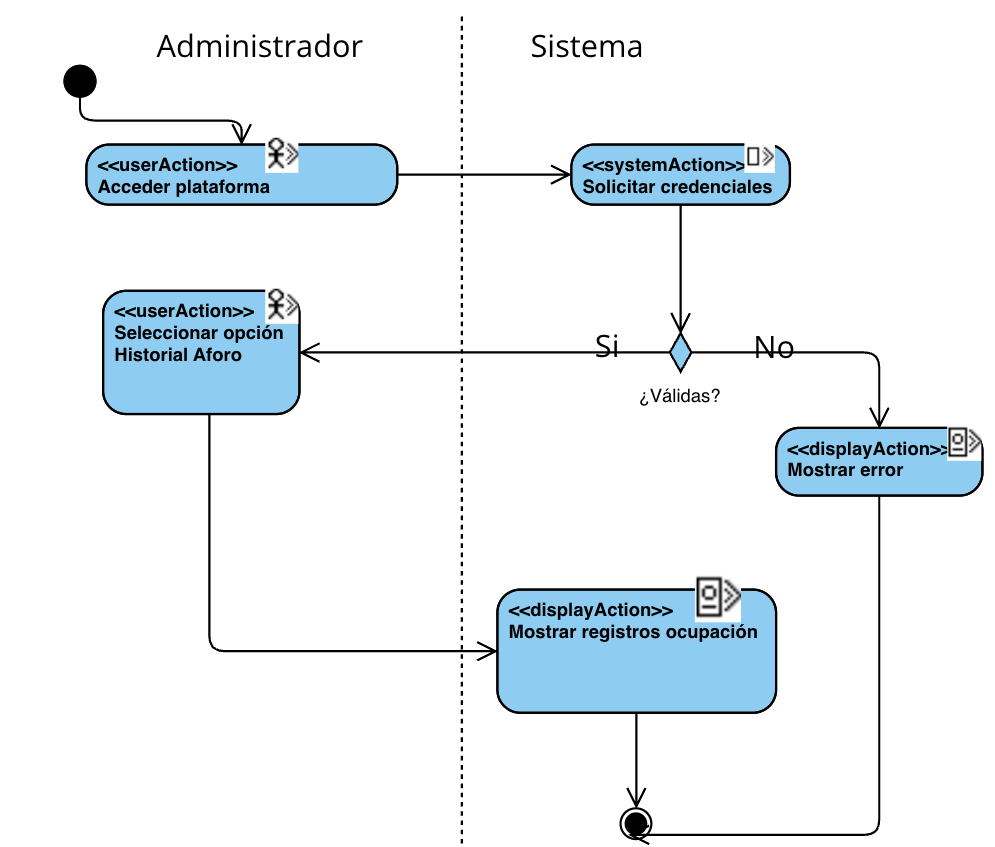 Administrador
Sistema
<<userAction>>
Acceder plataforma
<<systemAction>>
Solicitar credenciales
<<userAction>>
Seleccionar opción
Historial Aforo
Si
No
¿Válidas?
<<displayAction>>
Mostrar error
<<displayAction>>
Mostrar registros ocupación